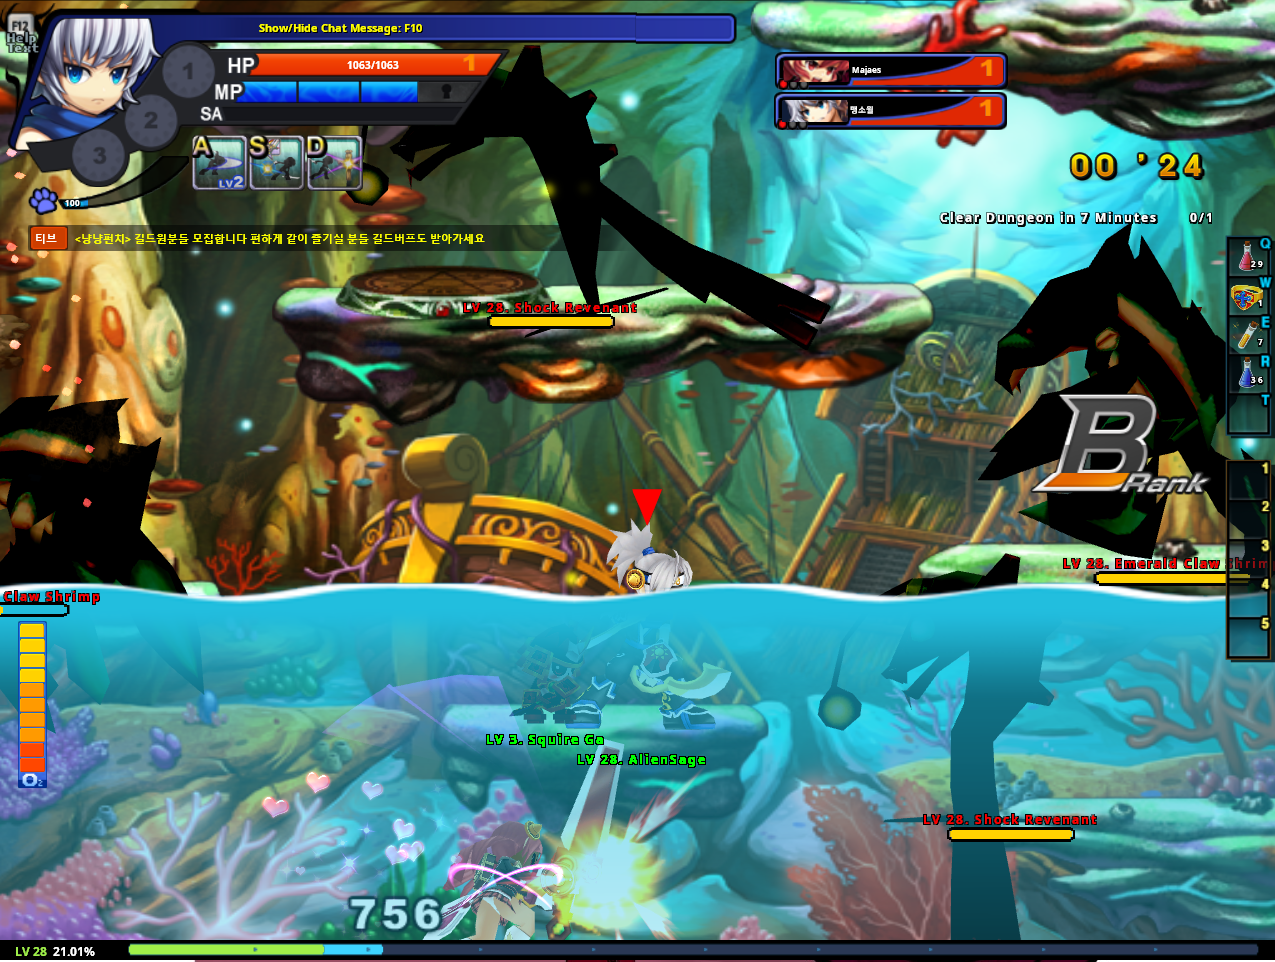 F12
Help
Text
Show/Hide Chat Message: F10
HP 1063/1063 1
MP
SA
1
2
3
A
LV2
S
D
100
Majaes 1
땡소월 1
00 ' 24
Clear Dungeon in 7 Minutes 0/1
티브 <냥냥펀치> 길드원분들 모집합니다 편하게 같이 즐기실 분들 길드버프도 받아가세요
Q
29
W
1
E
7
R
36
T
LV 28. Shock Revenant
B Rank
1
2
3
4
5
LV 28. Emerald Claw Shrim
Claw Shrimp
O2
LV 3. Squire Ga
LV 28. AlienSage
LV 28. Shock Revenant
756
LV 28 21.01%